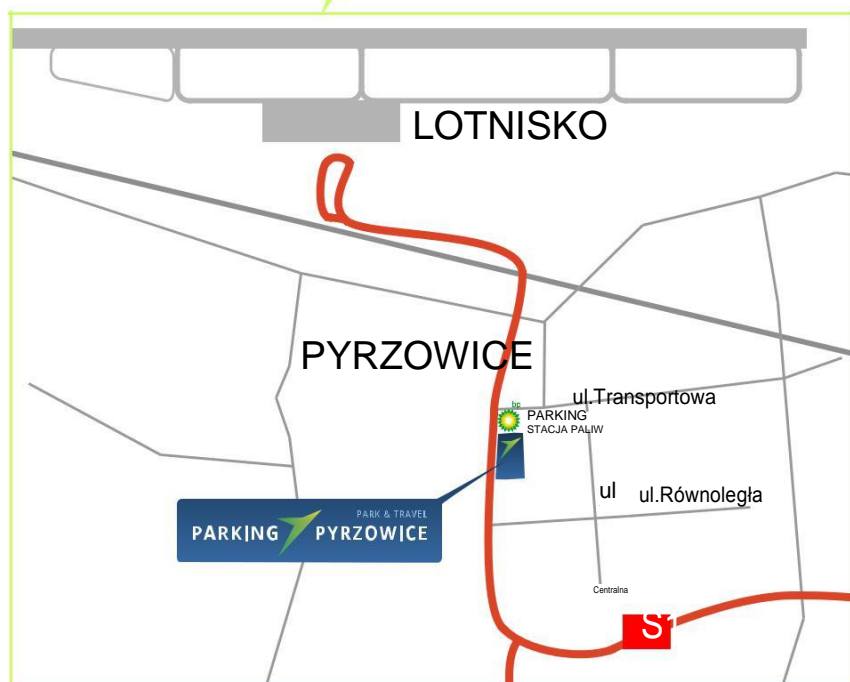 LOTNISKO
PYRZOWICE
ul.Transportowa
bp
PARKING
STACJA PALIW
ul
ul.Równoległa
PARK & TRAVEL
PARKING PYRZOWICE
Centralna
S1